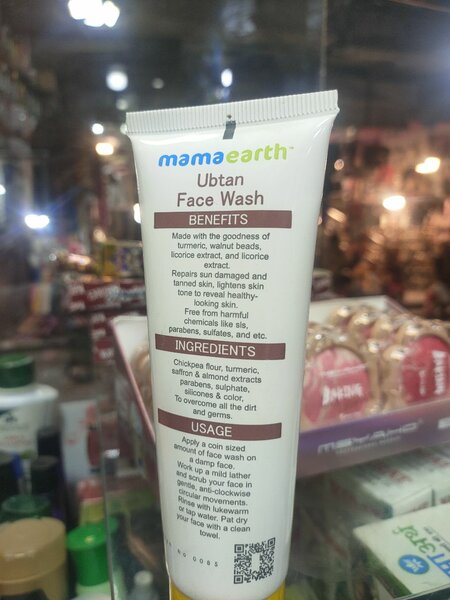 mamaearth™
Ubtan
Face Wash
BENEFITS
Made with the goodness of
turmeric, walnut beads,
licorice extract, and licorice
extract.
Repairs sun damaged and
tanned skin, lightens skin
tone to reveal healthy-
looking skin.
Free from harmful
chemicals like sls,
parabens, sulfates, and etc.
INGREDIENTS
Chickpea flour, turmeric,
saffron & almond extracts
parabens, sulphate,
silicones & color,
To overcome all the dirt
and germs.
USAGE
Apply a coin sized
amount of face wash on
a damp face.
Work up a mild lather
and scrub your face in
gentle, anti-clockwise
circular movements.
Rinse with lukewarm
or tap water. Pat dry
your face with a clean
towel.
NO 0085